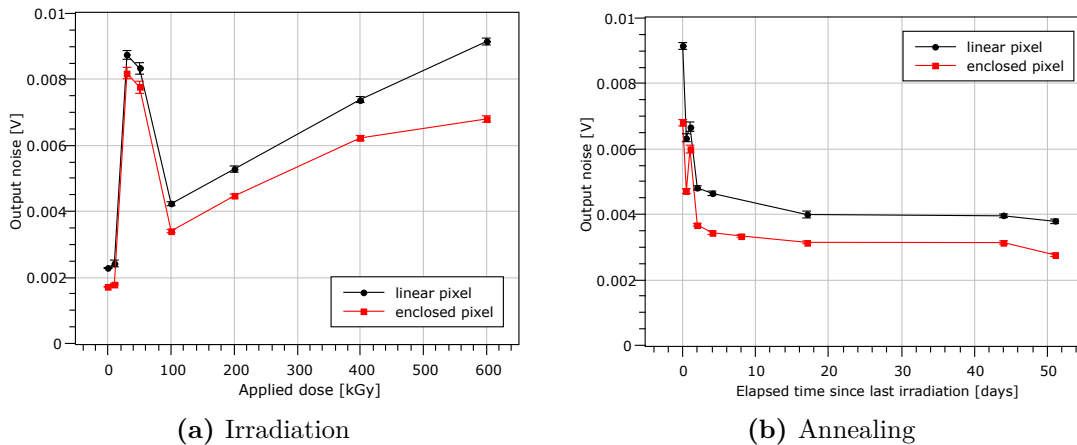 0.01
0.008
0.006
0.004
0.002
0
Output noise [V]
linear pixel
enclosed pixel
0 100 200 300 400 500 600
Applied dose [kGy]
(a) Irradiation
0.01
0.008
0.006
0.004
0.002
0
Output noise [V]
linear pixel
enclosed pixel
0 10 20 30 40 50
Elapsed time since last irradiation [days]
(b) Annealing